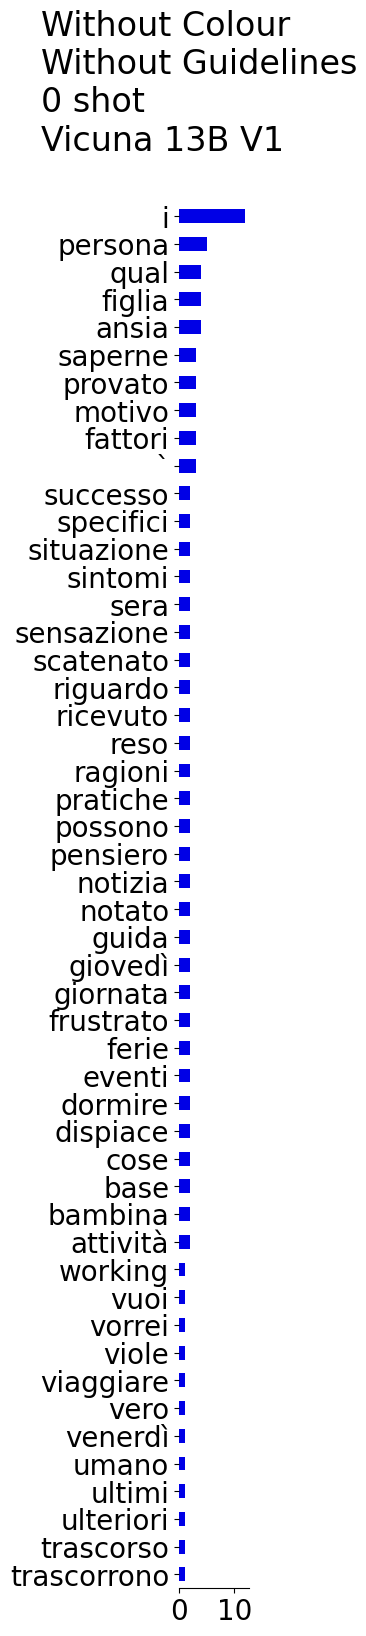 Without Colour
Without Guidelines
0 shot
Vicuna 13B V1
i
persona
qual
figlia
ansia
saperne
provato
motivo
fattori
`
successo
specifici
situazione
sintomi
sera
sensazione
scatenato
riguardo
ricevuto
reso
ragioni
pratiche
possono
pensiero
notizia
notato
guida
giovedì
giornata
frustrato
ferie
eventi
dormire
dispiace
cose
base
bambina
attività
working
vuoi
vorrei
viole
viaggiare
vero
venerdì
umano
ultimi
ulteriori
trascorso
trascorrono
0 10